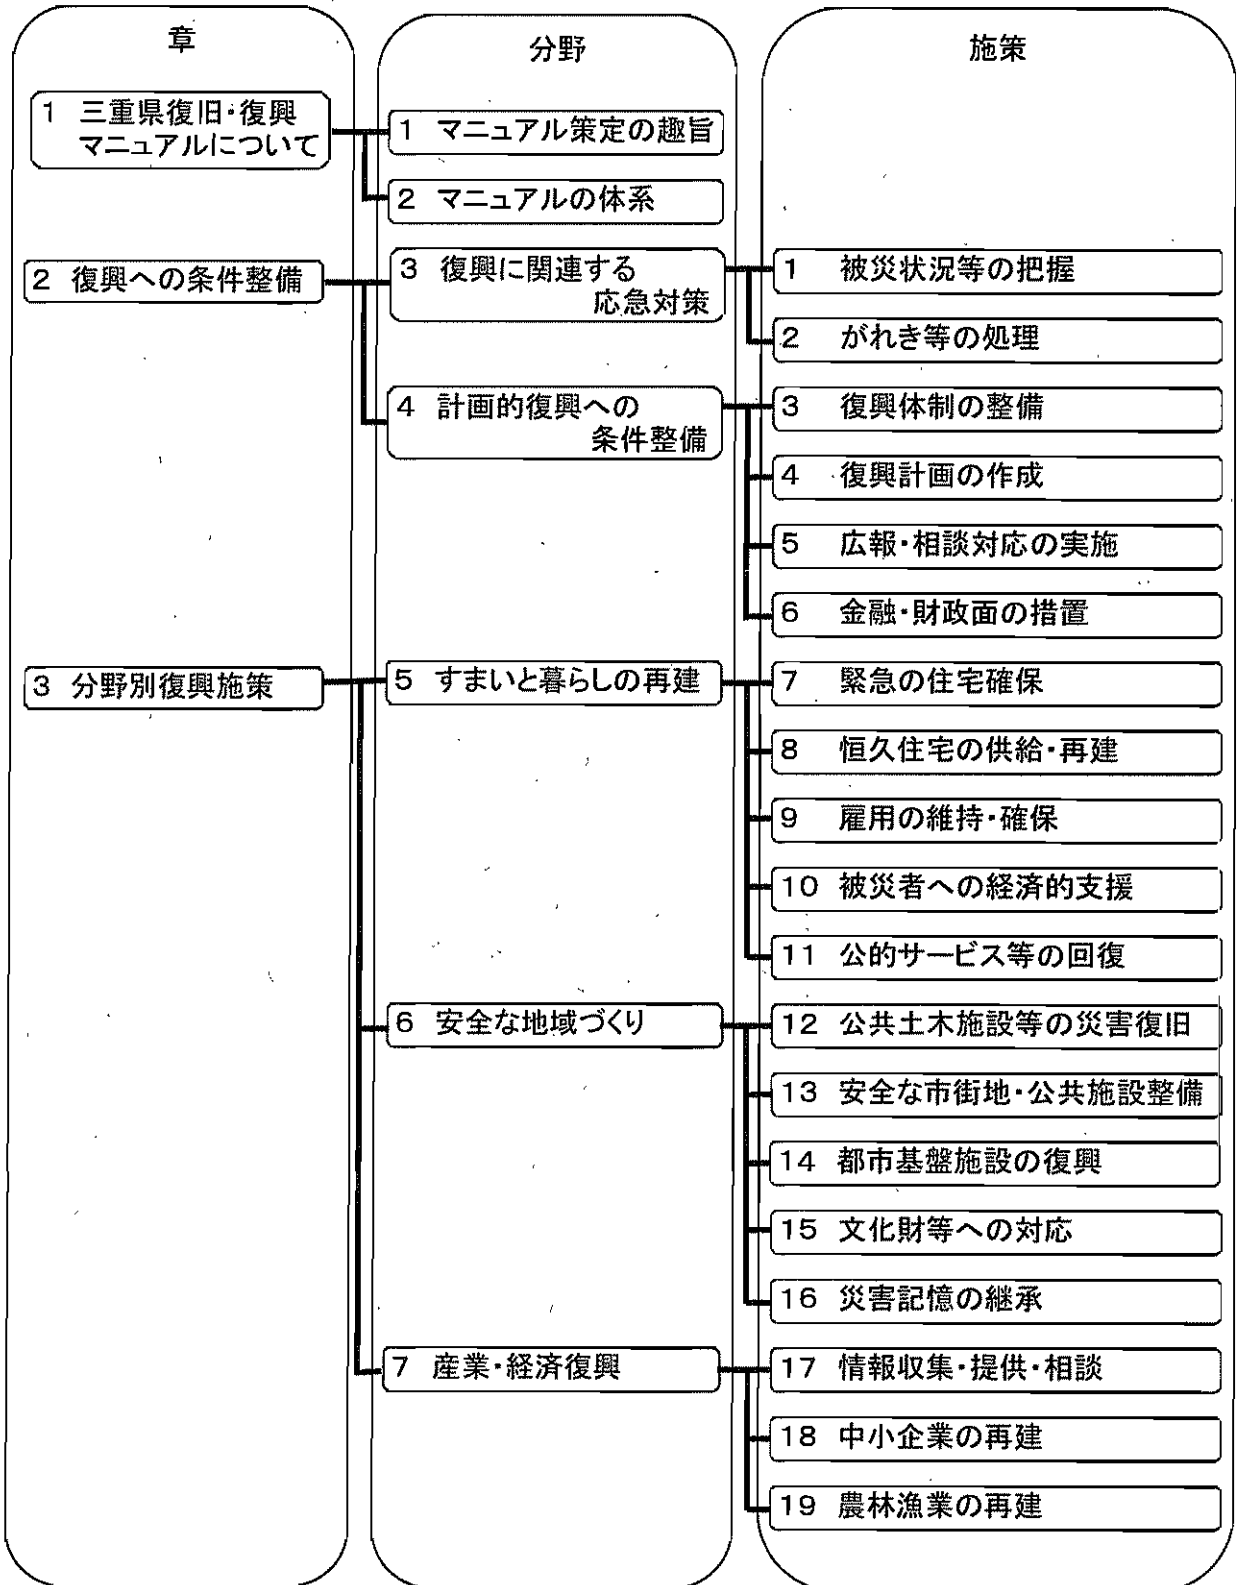 章
分野
施策
1 三重県復旧・復興
マニュアルについて
1 マニュアル策定の趣旨
2 マニュアルの体系
2 復興への条件整備
3 復興に関連する
応急対策
1 被災状況等の把握
2 がれき等の処理
4 計画的復興への
条件整備
3 復興体制の整備
4 復興計画の作成
5 広報・相談対応の実施
6 金融・財政面の措置
3 分野別復興施策
5 すまいと暮らしの再建
7 緊急の住宅確保
8 恒久住宅の供給・再建
9 雇用の維持・確保
10 被災者への経済的支援
11 公的サービス等の回復
6 安全な地域づくり
12 公共土木施設等の災害復旧
13 安全な市街地・公共施設整備
14 都市基盤施設の復興
15 文化財等への対応
16 災害記憶の継承
7 産業・経済復興
17 情報収集・提供・相談
18 中小企業の再建
19 農林漁業の再建